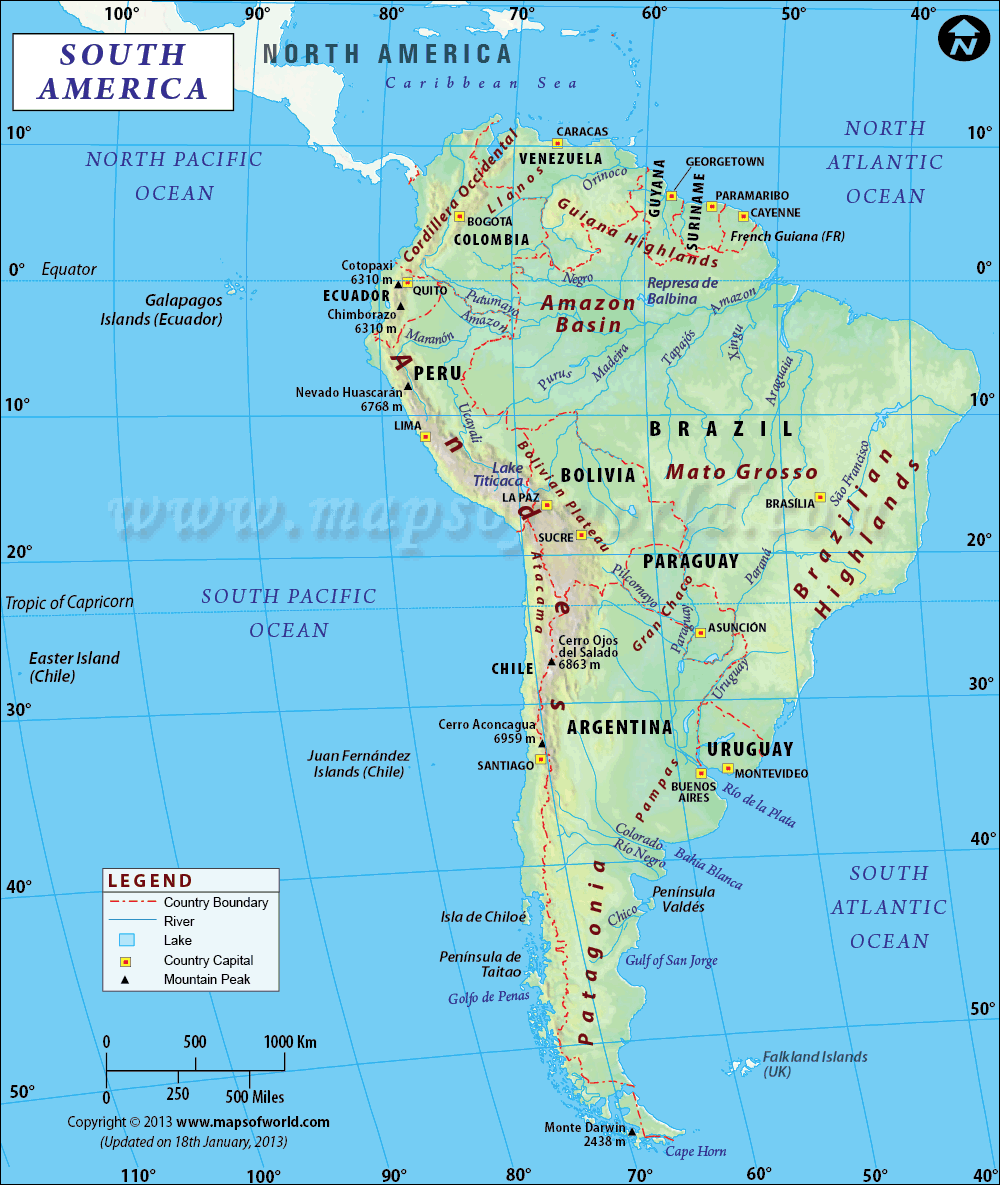 100°
90°
80°
70°
60°
50°
40°
SOUTH
AMERICA
NORTH AMERICA
Caribbean Sea
N
10°
10°
NORTH PACIFIC
OCEAN
NORTH
ATLANTIC
OCEAN
CARACAS
VENEZUELA
GEORGETOWN
GUYANA
SURINAME
PARAMARIBO
CAYENNE
French Guiana (FR)
Orinoco
Llanos
Cordillera Occidental
Guiana Highlands
BOGOTA
COLOMBIA
0°
Equator
0°
Galapagos
Islands (Ecuador)
Cotopaxi
6310 m
QUITO
ECUADOR
Chimborazo
6310 m
Negro
Putumayo
Amazon
Represa de
Balbina
Amazon
Amazon
Basin
Maranón
Purus
Madeira
Tapajós
Xingu
Aroguaia
Andes
PERU
Nevado Huascarán
6768 m
10°
10°
LIMA
Ucayali
BRAZIL
Lake
Titicaca
Bolivian Plateau
BOLIVIA
Mato Grosso
LA PAZ
BRASÍLIA
São Francisco
Brazilian
Highlands
www.mapsofworld.c
SUCRE
20°
20°
PARAGUAY
Atacama
Pilcomayo
Gran Chaco
Paraguay
Paraná
Tropic of Capricorn
SOUTH PACIFIC
OCEAN
ASUNCIÓN
Easter Island
(Chile)
CHILE
Cerro Ojos
del Salado
6863 m
Uruguay
30°
30°
Cerro Aconcagua
6959 m
ARGENTINA
URUGUAY
Juan Fernández
Islands (Chile)
SANTIAGO
MONTEVIDEO
BUENOS
AIRES
Pampas
Río de la Plata
Colorado
Río Negro
Bahía Blanca
40°
40°
SOUTH
ATLANTIC
OCEAN
LEGEND
Country Boundary
River
Lake
Country Capital
Mountain Peak
Península
Valdés
Isla de Chiloé
Chico
Patagonia
Península de
Taitao
Gulf of San Jorge
Golfo de Penas
50°
50°
0
500
1000 Km
0
250
500 Miles
Falkland Islands
(UK)
Copyright © 2013 www.mapsofworld.com
(Updated on 18th January, 2013)
Monte Darwin
2438 m
Cape Horn
110°
100°
90°
80°
70°
60°
50°
40°